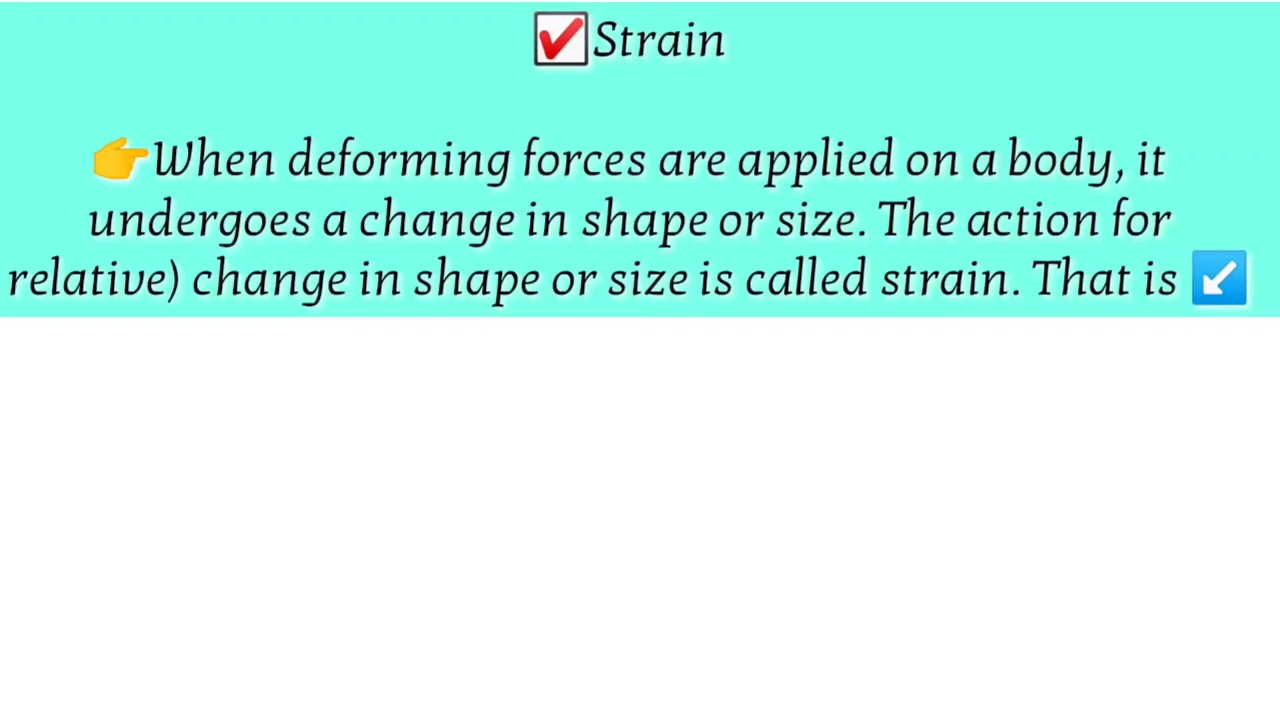 Strain
When deforming forces are applied on a body, it
undergoes a change in shape or size. The action for
relative) change in shape or size is called strain. That is